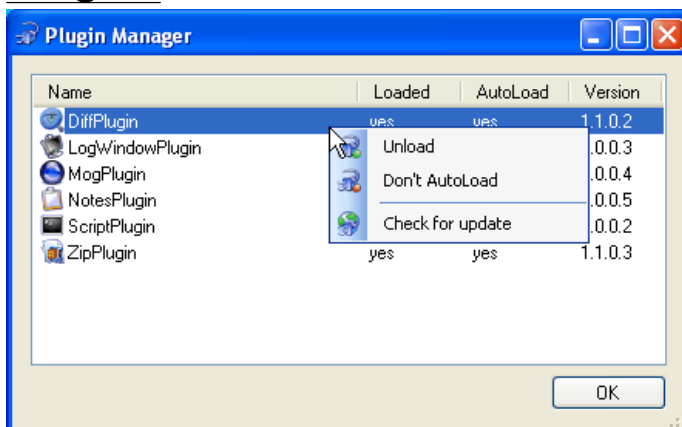 Plugin Manager
Name Loaded AutoLoad Version
DiffPlugin yes yes 1.1.0.2
LogWindowPlugin .0.0.3
MogPlugin .0.0.4
NotesPlugin .0.0.5
ScriptPlugin .0.0.2
ZipPlugin yes yes 1.1.0.3
Unload
Don't AutoLoad
Check for update
OK